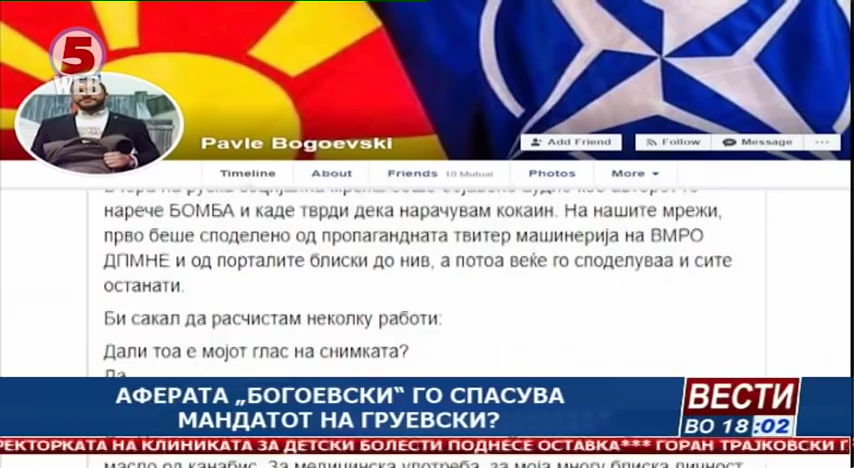 5
WEB
Pavle Bogoevski
Add Friend
Follow
Message
Timeline
About
Friends 10 Mutual
Photos
More
нарече БОМБА и каде тврди дека нарачувам кокаин. На нашите мрежи,
прво беше споделено од пропагандната твитер машинерија на ВМРО
ДПМНЕ и од порталите блиски до нив, а потоа веќе го споделуваа и сите
останати.
Би сакал да расчистам неколку работи:
Дали тоа е мојот глас на снимката?
Да
АФЕРАТА „БОГОЕВСКИ“ ГО СПАСУВА
МАНДАТОТ НА ГРУЕВСКИ?
ВЕСТИ
ВО 18:02
РЕКТОРКАТА НА КЛИНИКАТА ЗА ДЕТСКИ БОЛЕСТИ ПОДНЕСЕ ОСТАВКА*** ГОРАН ТРАЈКОВСКИ Г
масло од канабис. За медицинска употреба, за моја многу блиска личност